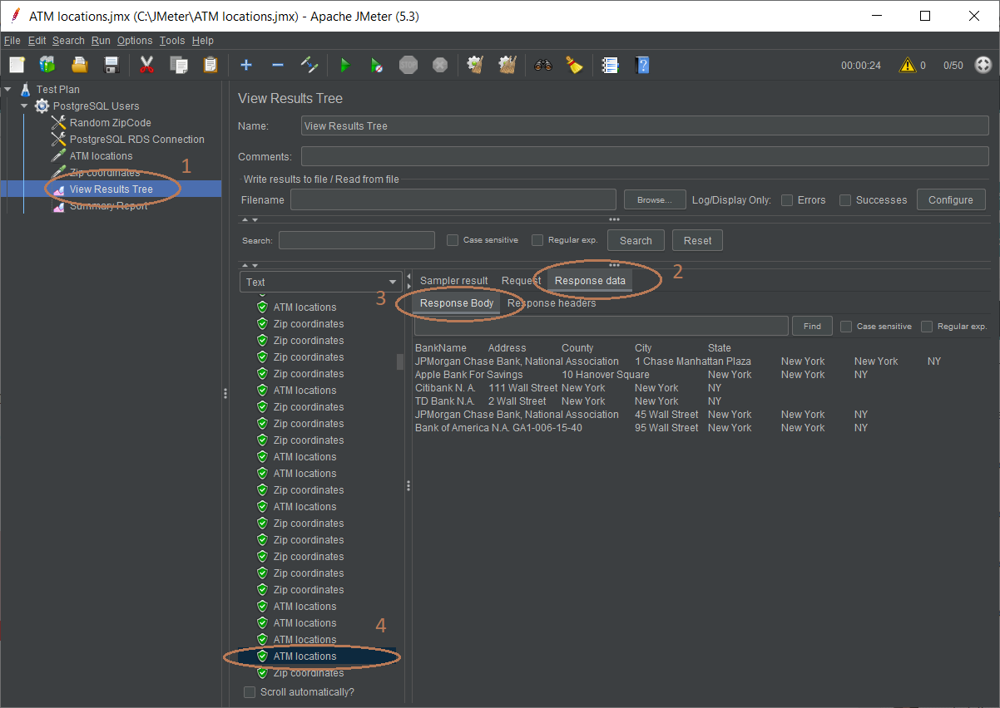 ATM locations.jmx (C:\JMeter\ATM locations.jmx) - Apache JMeter (5.3)
File Edit Search Run Options Tools Help
STOP
00:00:24 0 0/50
Test Plan
PostgreSQL Users
Random ZipCode
PostgreSQL RDS Connection
ATM locations
Zip coordinates
1
View Results Tree
Summary Report
View Results Tree
Name: View Results Tree
Comments:
Write results to file / Read from file
Filename Browse... Log/Display Only: Errors Successes Configure
Search: Case sensitive Regular exp. Search Reset
Text
ATM locations
Zip coordinates
Zip coordinates
Zip coordinates
Zip coordinates
ATM locations
Zip coordinates
Zip coordinates
Zip coordinates
ATM locations
ATM locations
Zip coordinates
ATM locations
Zip coordinates
Zip coordinates
Zip coordinates
Zip coordinates
Zip coordinates
ATM locations
ATM locations
ATM locations
4
ATM locations
Zip coordinates
Scroll automatically?
Sampler result Request Response data 2
3 Response Body Response headers
Find Case sensitive Regular exp.
BankName Address County City State
JPMorgan Chase Bank, National Association 1 Chase Manhattan Plaza New York New York NY
Apple Bank For Savings 10 Hanover Square New York New York NY
Citibank N. A. 111 Wall Street New York New York NY
TD Bank N.A. 2 Wall Street New York New York NY
JPMorgan Chase Bank, National Association 45 Wall Street New York New York NY
Bank of America N.A. GA1-006-15-40 95 Wall Street New York New York NY